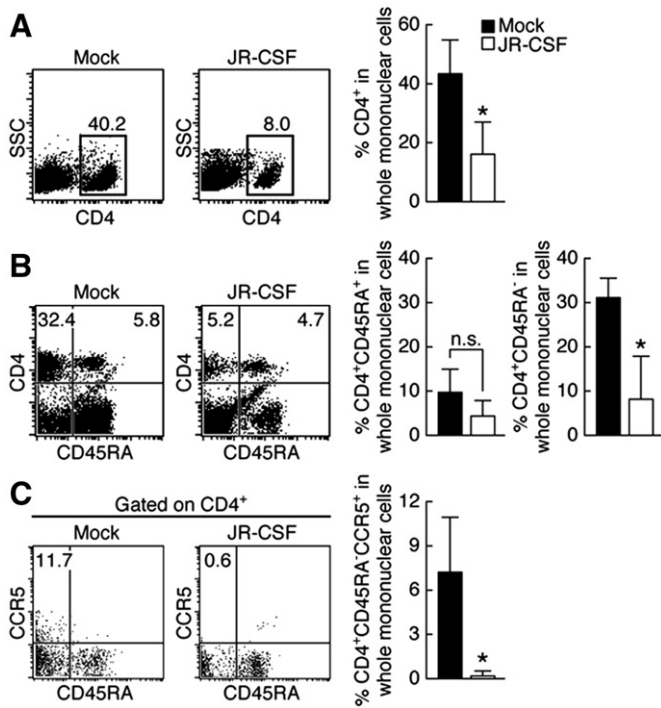 A
Mock
JR-CSF
SSC
40.2
CD4
SSC
8.0
CD4
% CD4⁺ in
whole mononuclear cells
60
40
20
0
Mock
JR-CSF
*
B
Mock
JR-CSF
CD4
32.4
5.8
CD45RA
CD4
5.2
4.7
CD45RA
% CD4⁺CD45RA⁺ in
whole mononuclear cells
40
30
20
10
0
n.s.
% CD4⁺CD45RA⁻ in
whole mononuclear cells
40
30
20
10
0
*
C
Gated on CD4⁺
Mock
JR-CSF
CCR5
11.7
CD45RA
CCR5
0.6
CD45RA
% CD4⁺CD45RA⁻CCR5⁺ in
whole mononuclear cells
12
9
6
3
0
*